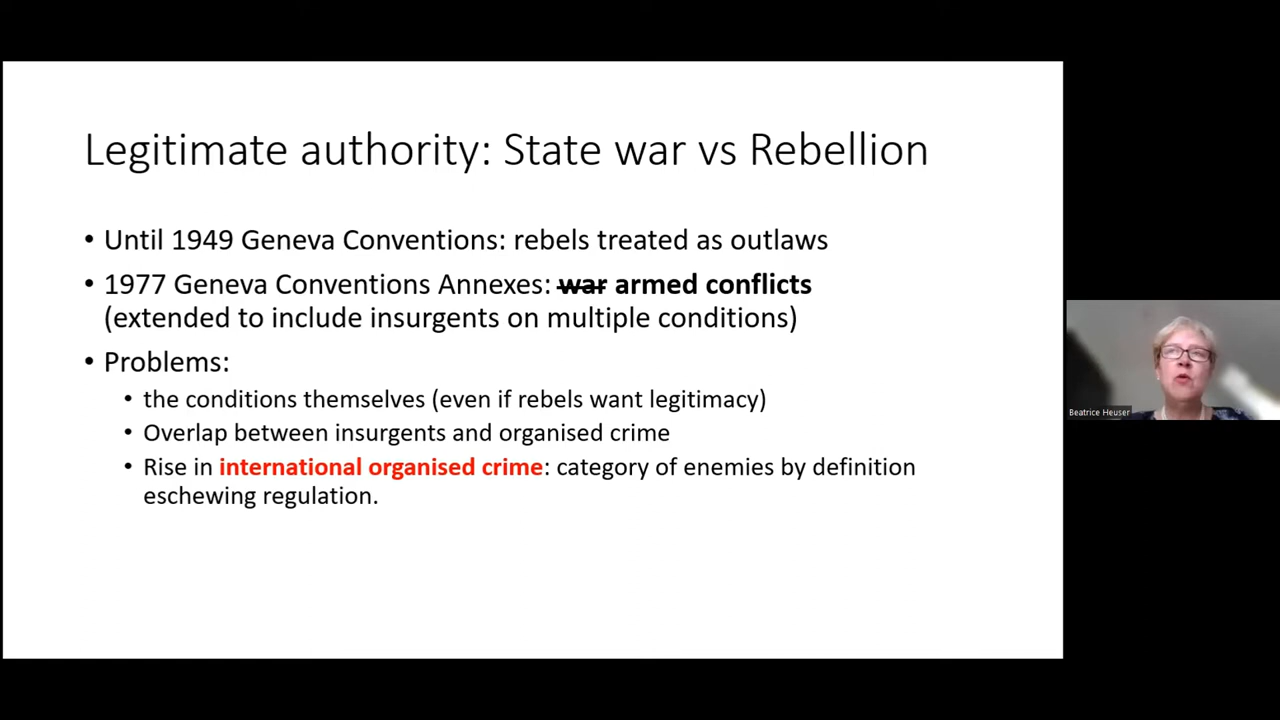 Legitimate authority: State war vs Rebellion
• Until 1949 Geneva Conventions: rebels treated as outlaws
• 1977 Geneva Conventions Annexes: war armed conflicts
(extended to include insurgents on multiple conditions)
• Problems:
• the conditions themselves (even if rebels want legitimacy)
• Overlap between insurgents and organised crime
• Rise in international organised crime: category of enemies by definition
eschewing regulation.
Beatrice Heuser